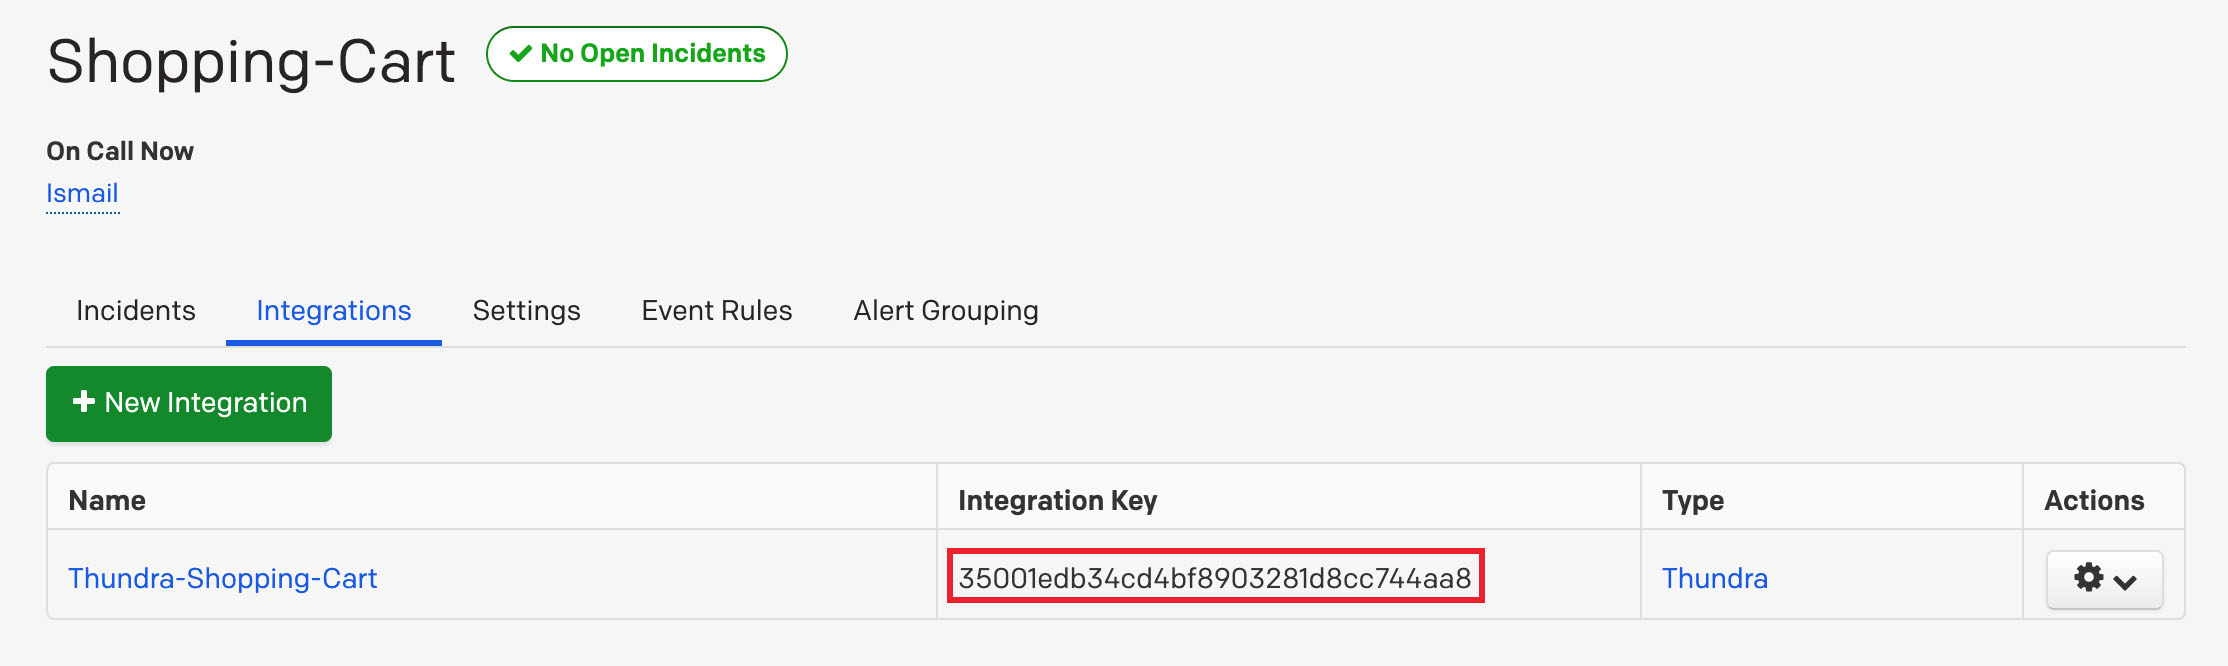 Shopping-Cart
No Open Incidents
On Call Now
Ismail
Incidents Integrations Settings Event Rules Alert Grouping
New Integration
Name Integration Key Type Actions
Thundra-Shopping-Cart 35001edb34cd4bf8903281d8cc744aa8 Thundra